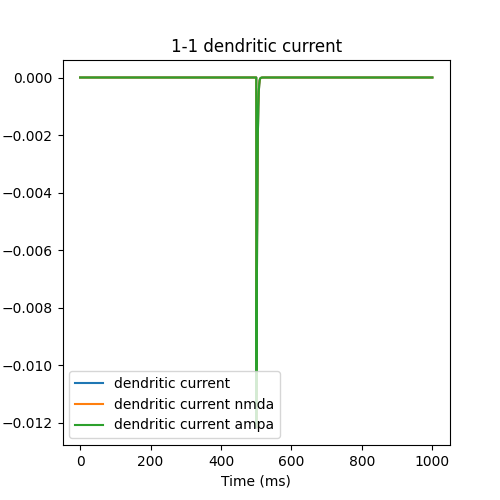 1-1 dendritic current
0.000
−0.002
−0.004
−0.006
−0.008
−0.010
−0.012
dendritic current
dendritic current nmda
dendritic current ampa
0 200 400 600 800 1000
Time (ms)